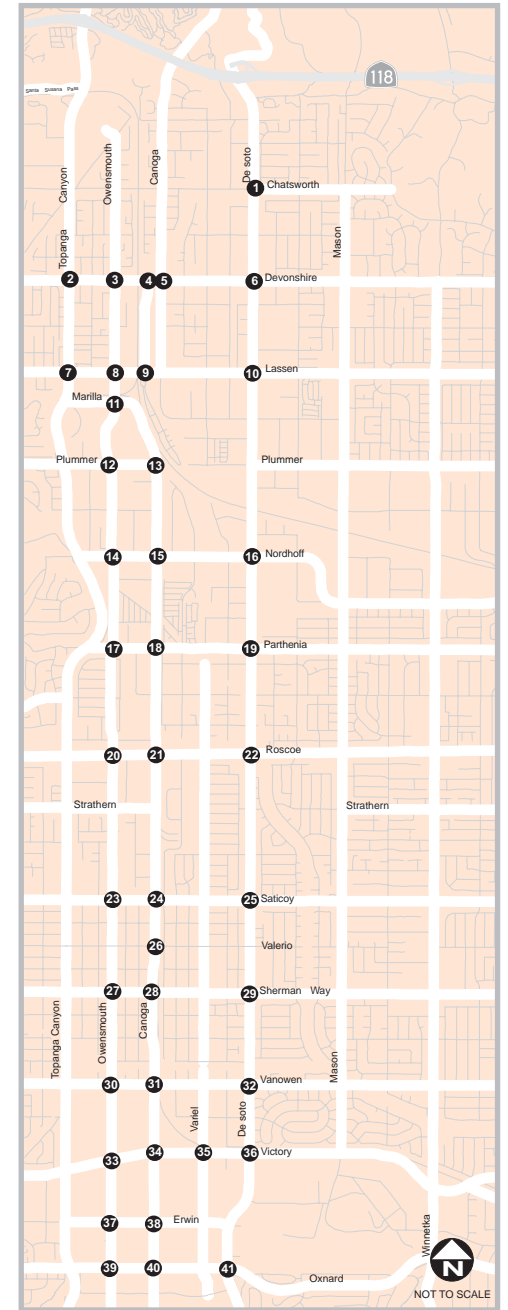 118
Santa Susana Pass
Canyon
Owensmouth
Canoga
De soto
1 Chatsworth
Topanga
Mason
2 3 4 5 6 Devonshire
7 8 9 10 Lassen
Marilla
11
Plummer 12 13 Plummer
14 15 16 Nordhoff
17 18 19 Parthenia
20 21 22 Roscoe
Strathern Strathern
23 24 25 Saticoy
26 Valerio
27 28 29 Sherman Way
Topanga Canyon
Owensmouth
Canoga
Mason
30 31 32 Vanowen
Variel
De soto
33 34 35 36 Victory
37 38 Erwin
Winnetka
39 40 41 Oxnard
N
NOT TO SCALE